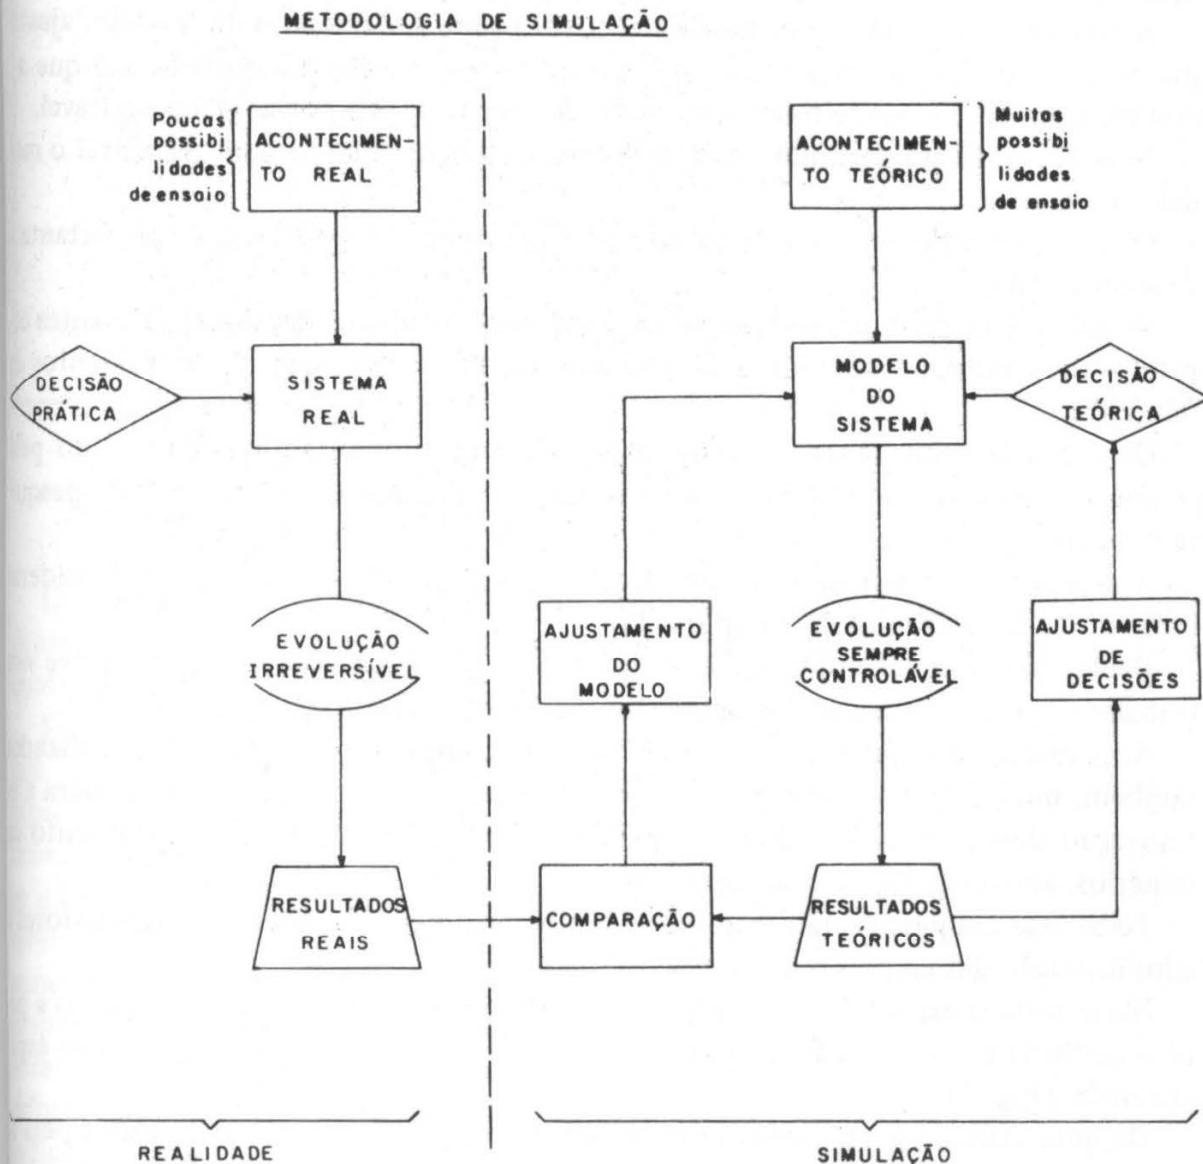 METODOLOGIA DE SIMULAÇÃO
Poucas
possibi
lidades
de ensaio
ACONTECIMEN-
TO REAL
ACONTECIMEN-
TO TEÓRICO
Muitas
possibi
lidades
de ensaio
DECISÃO
PRÁTICA
SISTEMA
REAL
MODELO
DO
SISTEMA
DECISÃO
TEÓRICA
EVOLUÇÃO
IRREVERSÍVEL
AJUSTAMENTO
DO
MODELO
EVOLUÇÃO
SEMPRE
CONTROLÁVEL
AJUSTAMENTO
DE
DECISÕES
RESULTADOS
REAIS
COMPARAÇÃO
RESULTADOS
TEÓRICOS
REALIDADE
SIMULAÇÃO